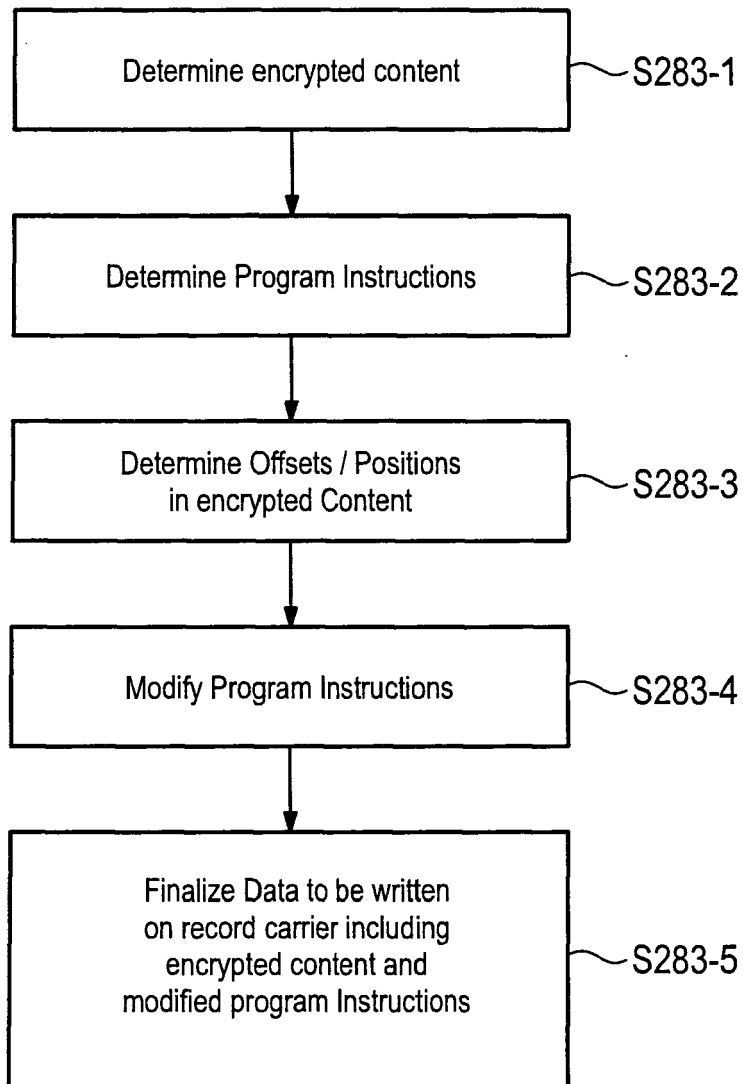 Determine encrypted content
S283-1
Determine Program Instructions
S283-2
Determine Offsets / Positions
in encrypted Content
S283-3
Modify Program Instructions
S283-4
Finalize Data to be written
on record carrier including
encrypted content and
modified program Instructions
S283-5